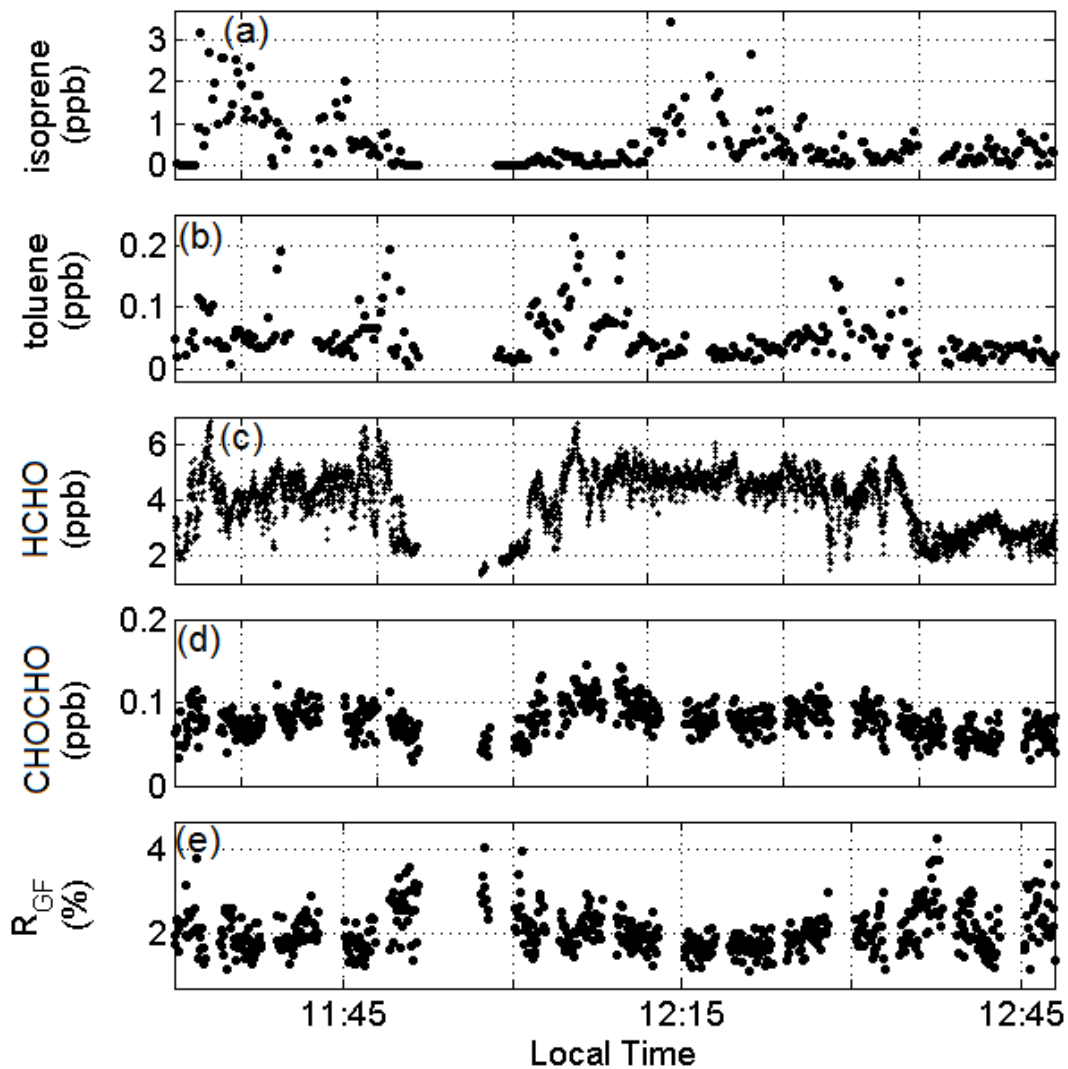 (a)
isoprene
(ppb)
3
2
1
0
(b)
toluene
(ppb)
0.2
0.1
0
(c)
HCHO
(ppb)
6
4
2
(d)
CHOCHO
(ppb)
0.2
0.1
0
(e)
R_GF
(%)
4
2
11:45
12:15
12:45
Local Time